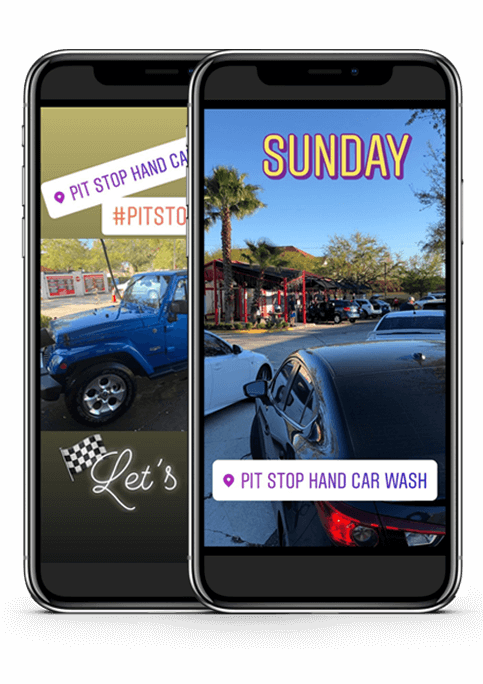 PIT STOP HAND CA
#PITSTO
Let's
SUNDAY
PIT STOP HAND CAR WASH